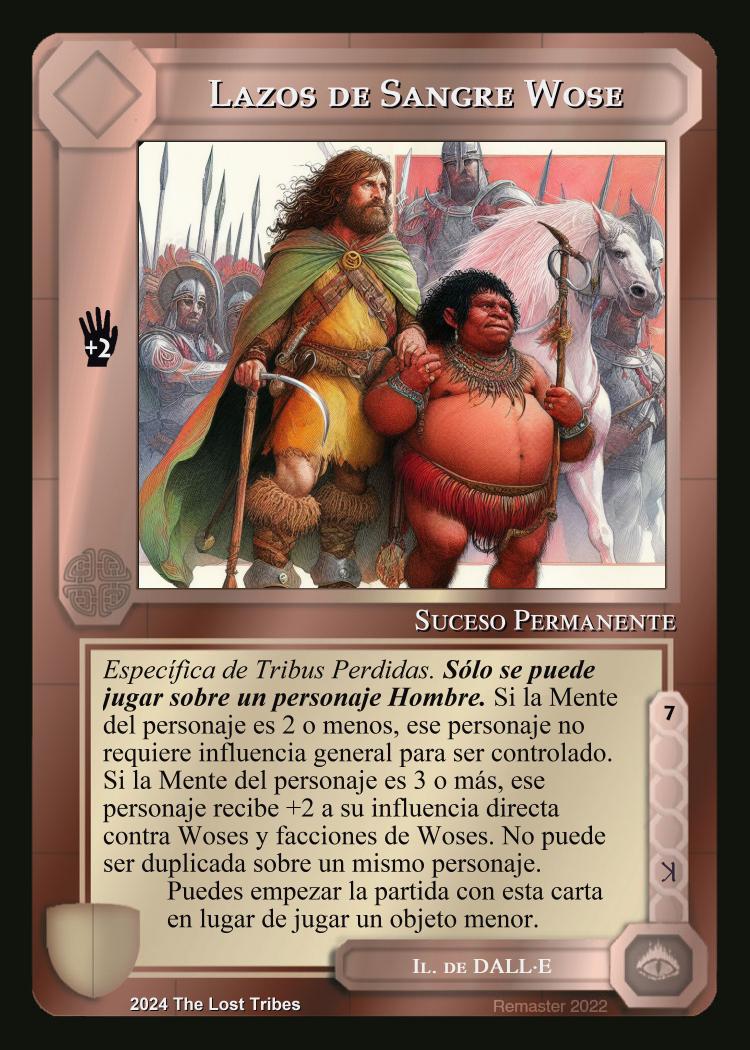 Lazos de Sangre Wose
+2
Suceso Permanente
Específica de Tribus Perdidas. Sólo se puede
jugar sobre un personaje Hombre. Si la Mente
del personaje es 2 o menos, ese personaje no
requiere influencia general para ser controlado.
Si la Mente del personaje es 3 o más, ese
personaje recibe +2 a su influencia directa
contra Woses y facciones de Woses. No puede
ser duplicada sobre un mismo personaje.
Puedes empezar la partida con esta carta
en lugar de jugar un objeto menor.
7
Il. de DALL·E
2024 The Lost Tribes
Remaster 2022